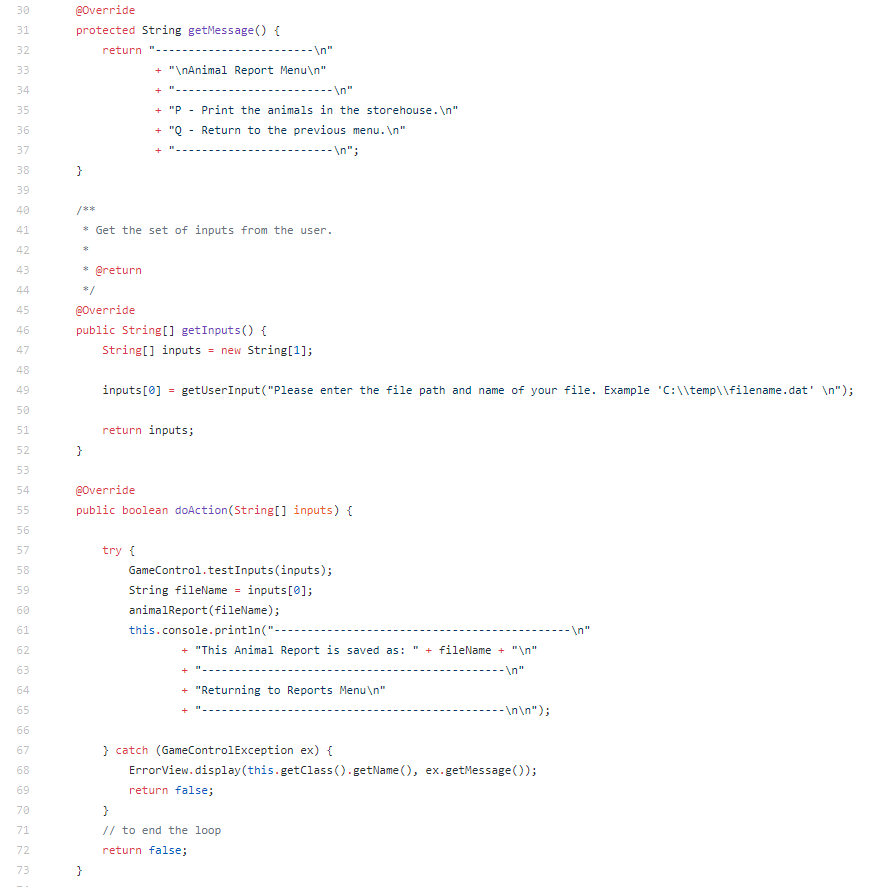 30 @Override
31 protected String getMessage() {
32 return "------------------------\n"
33 + "\nAnimal Report Menu\n"
34 + "------------------------\n"
35 + "P - Print the animals in the storehouse.\n"
36 + "Q - Return to the previous menu.\n"
37 + "------------------------\n";
38 }
39
40 /**
41 * Get the set of inputs from the user.
42 *
43 * @return
44 */
45 @Override
46 public String[] getInputs() {
47 String[] inputs = new String[1];
48
49 inputs[0] = getUserInput("Please enter the file path and name of your file. Example 'C:\\temp\\filename.dat' \n");
50
51 return inputs;
52 }
53
54 @Override
55 public boolean doAction(String[] inputs) {
56
57 try {
58 GameControl.testInputs(inputs);
59 String fileName = inputs[0];
60 animalReport(fileName);
61 this.console.println("---------------------------------------------\n"
62 + "This Animal Report is saved as: " + fileName + "\n"
63 + "----------------------------------------------\n"
64 + "Returning to Reports Menu\n"
65 + "----------------------------------------------\n\n");
66
67 } catch (GameControlException ex) {
68 ErrorView.display(this.getClass().getName(), ex.getMessage());
69 return false;
70 }
71 // to end the loop
72 return false;
73 }